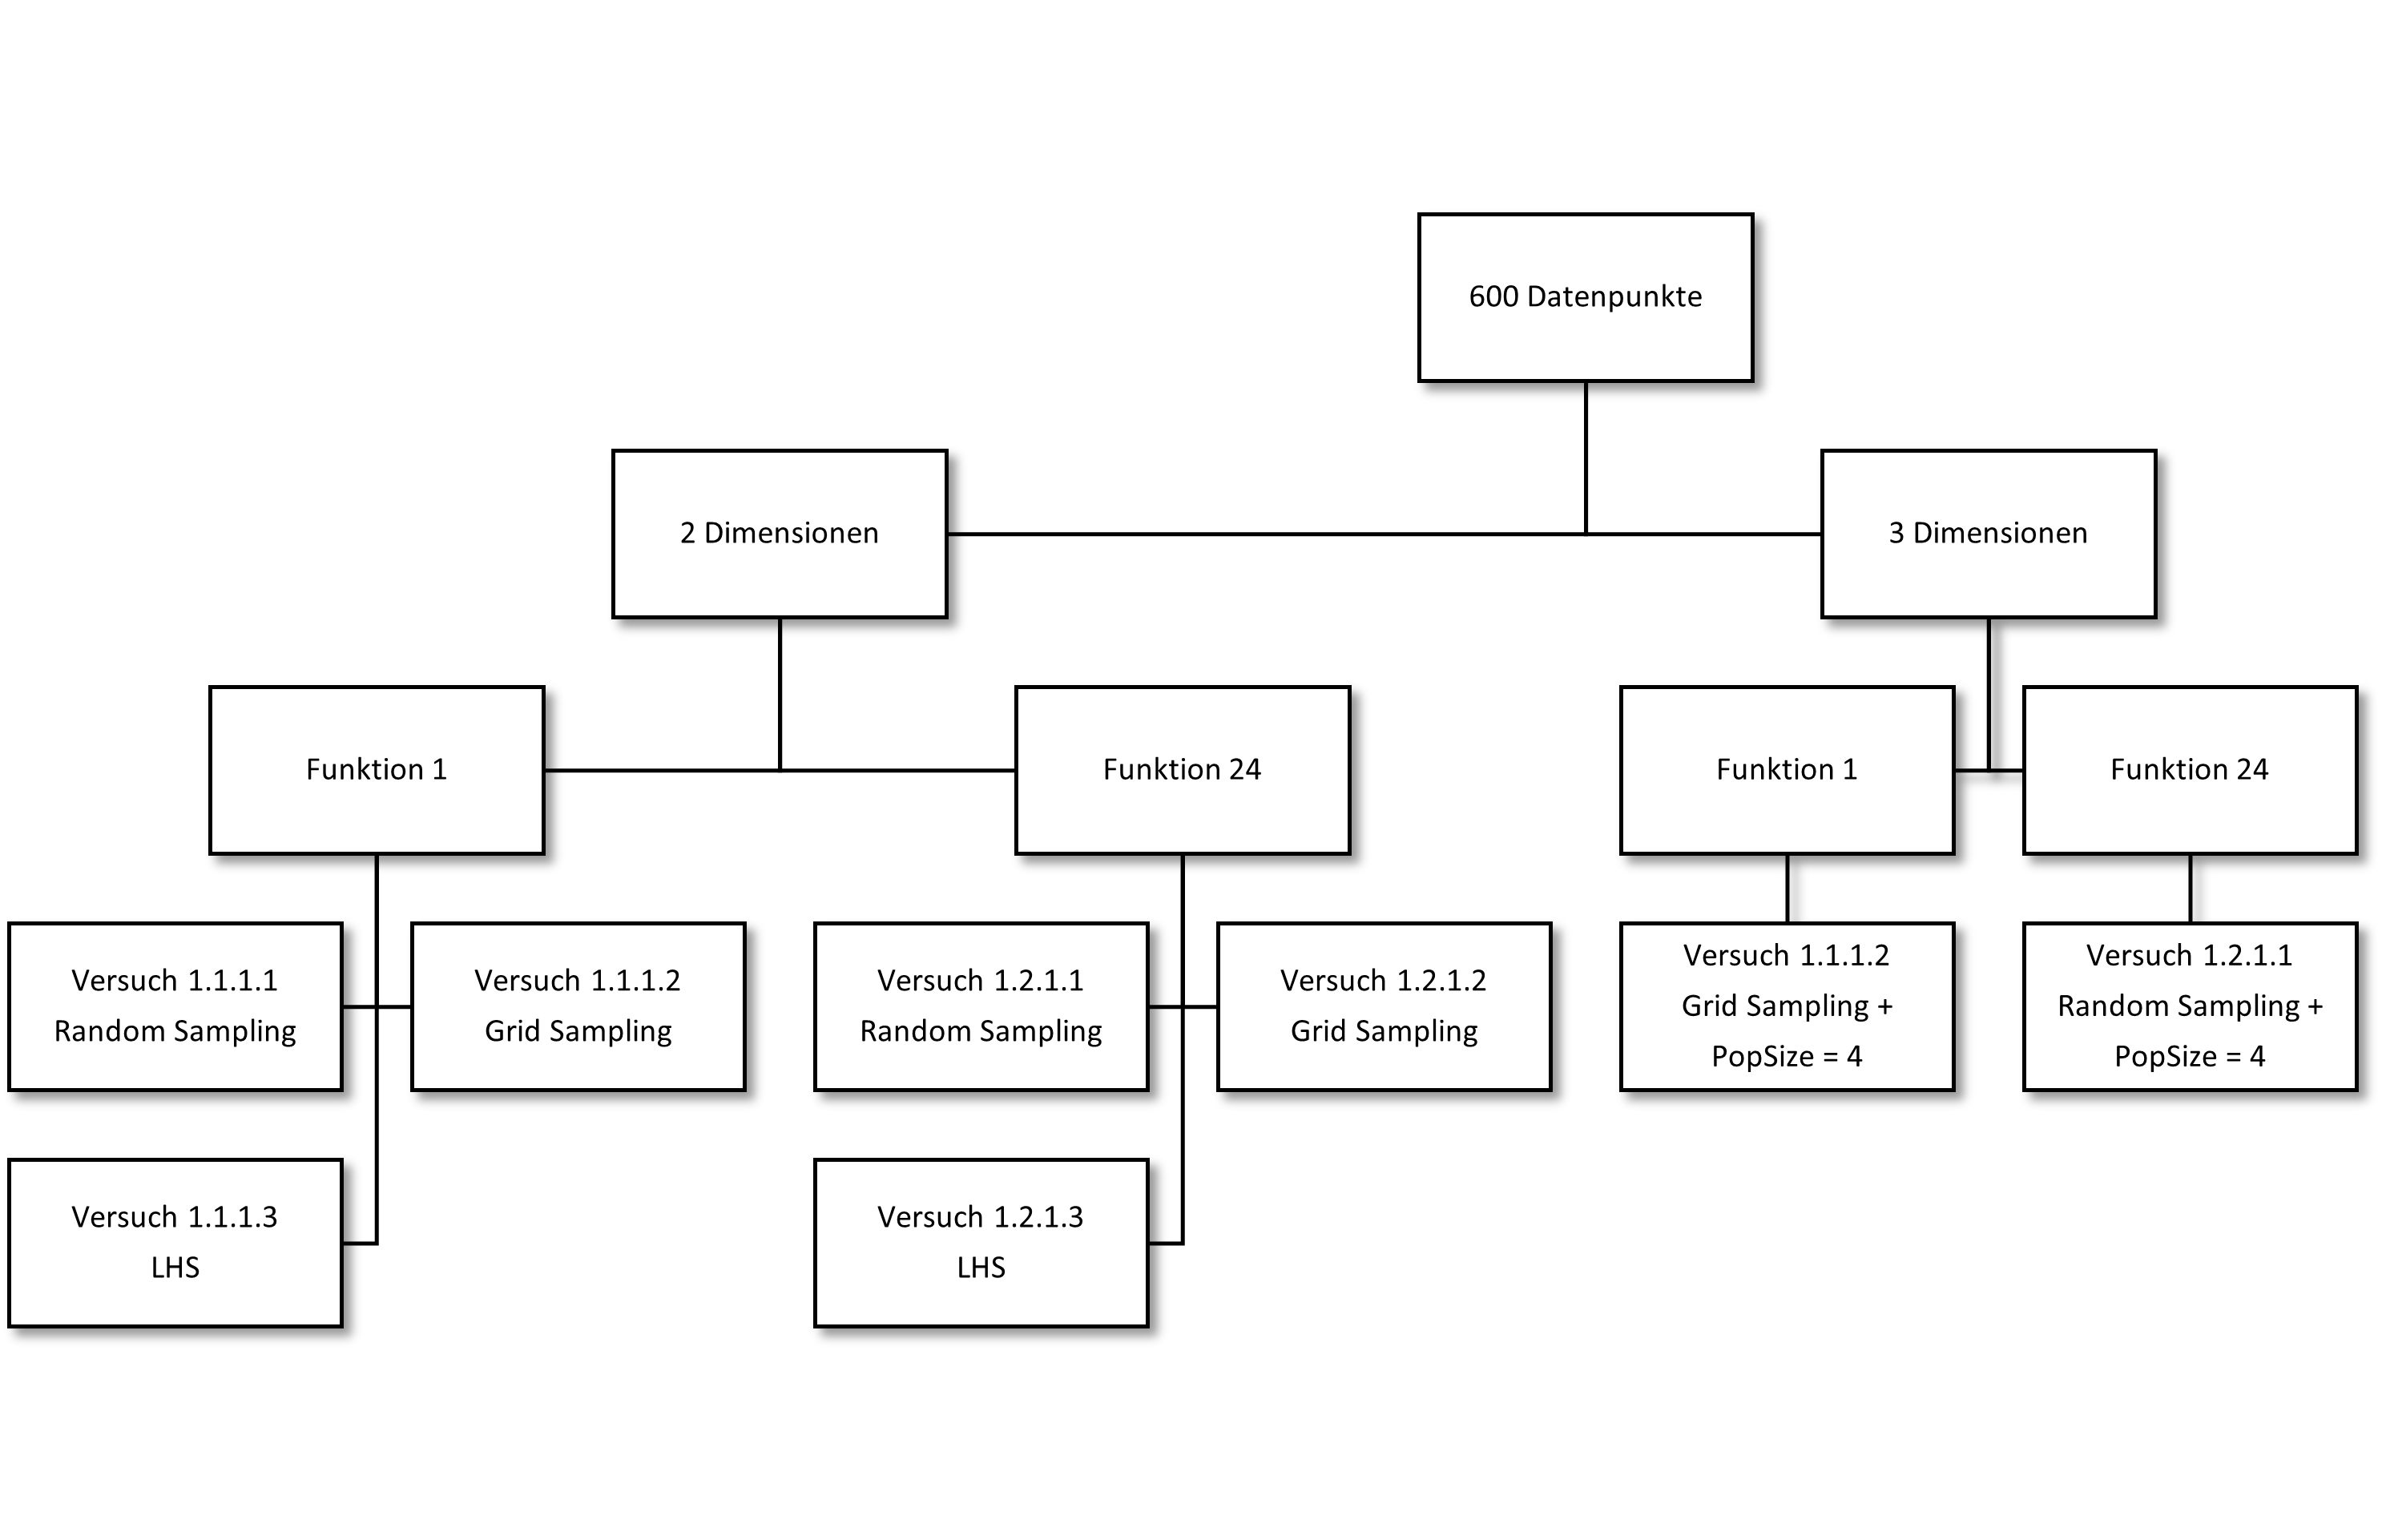 600 Datenpunkte
2 Dimensionen
3 Dimensionen
Funktion 1
Funktion 24
Funktion 1
Funktion 24
Versuch 1.1.1.1
Random Sampling
Versuch 1.1.1.2
Grid Sampling
Versuch 1.2.1.1
Random Sampling
Versuch 1.2.1.2
Grid Sampling
Versuch 1.1.1.2
Grid Sampling +
PopSize = 4
Versuch 1.2.1.1
Random Sampling +
PopSize = 4
Versuch 1.1.1.3
LHS
Versuch 1.2.1.3
LHS